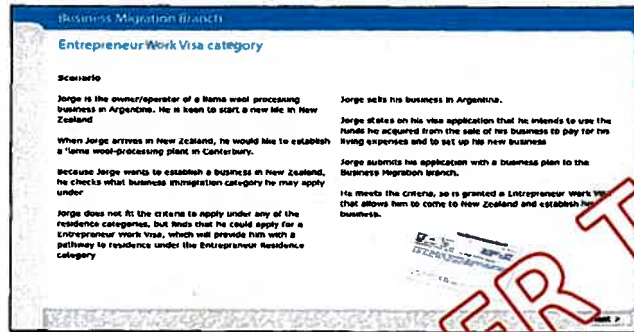 Business Migration Branch
Entrepreneur Work Visa category
Scenario
Jorge is the owner/operator of a llama wool processing
business in Argentina. He is keen to start a new life in New
Zealand
When Jorge arrives in New Zealand, he would like to establish
a llama wool-processing plant in Canterbury.
Because Jorge wants to establish a business in New Zealand,
he checks what business immigration category he may apply
under
Jorge does not fit the criteria to apply under any of the
residence categories, but finds that he could apply for a
Entrepreneur Work Visa, which will provide him with a
pathway to residence under the Entrepreneur Residence
category
Jorge sells his business in Argentina.
Jorge states on his visa application that he intends to use the
funds he acquired from the sale of his business to pay for his
living expenses and to set up his new business
Jorge submits his application with a business plan to the
Business Migration Branch.
He meets the criteria, so is granted a Entrepreneur Work
that allows him to come to New Zealand and establish his
business.
ER T